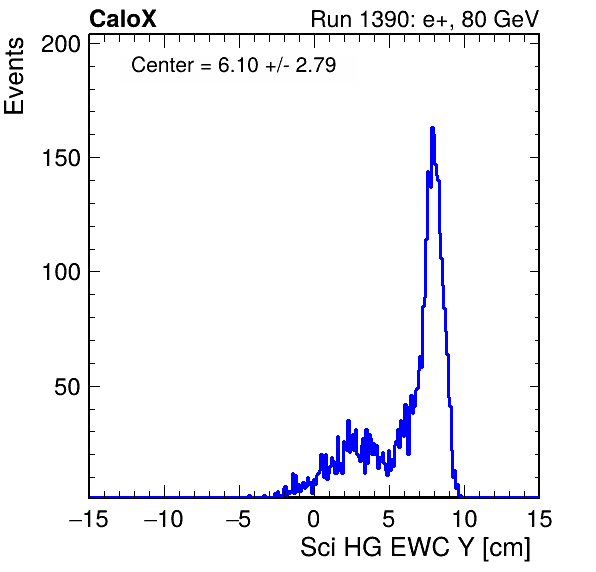 CaloX Run 1390: e+, 80 GeV
Events
Center = 6.10 +/- 2.79
200
150
100
50
−15 −10 −5 0 5 10 15
Sci HG EWC Y [cm]